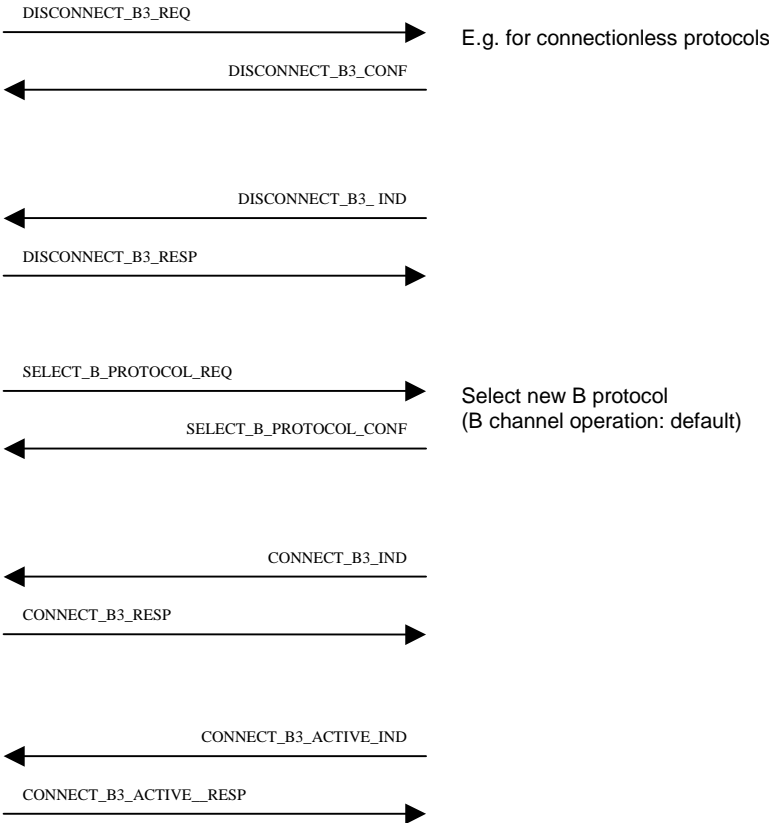 DISCONNECT_B3_REQ
E.g. for connectionless protocols
DISCONNECT_B3_CONF
DISCONNECT_B3_ IND
DISCONNECT_B3_RESP
SELECT_B_PROTOCOL_REQ
Select new B protocol
(B channel operation: default)
SELECT_B_PROTOCOL_CONF
CONNECT_B3_IND
CONNECT_B3_RESP
CONNECT_B3_ACTIVE_IND
CONNECT_B3_ACTIVE__RESP